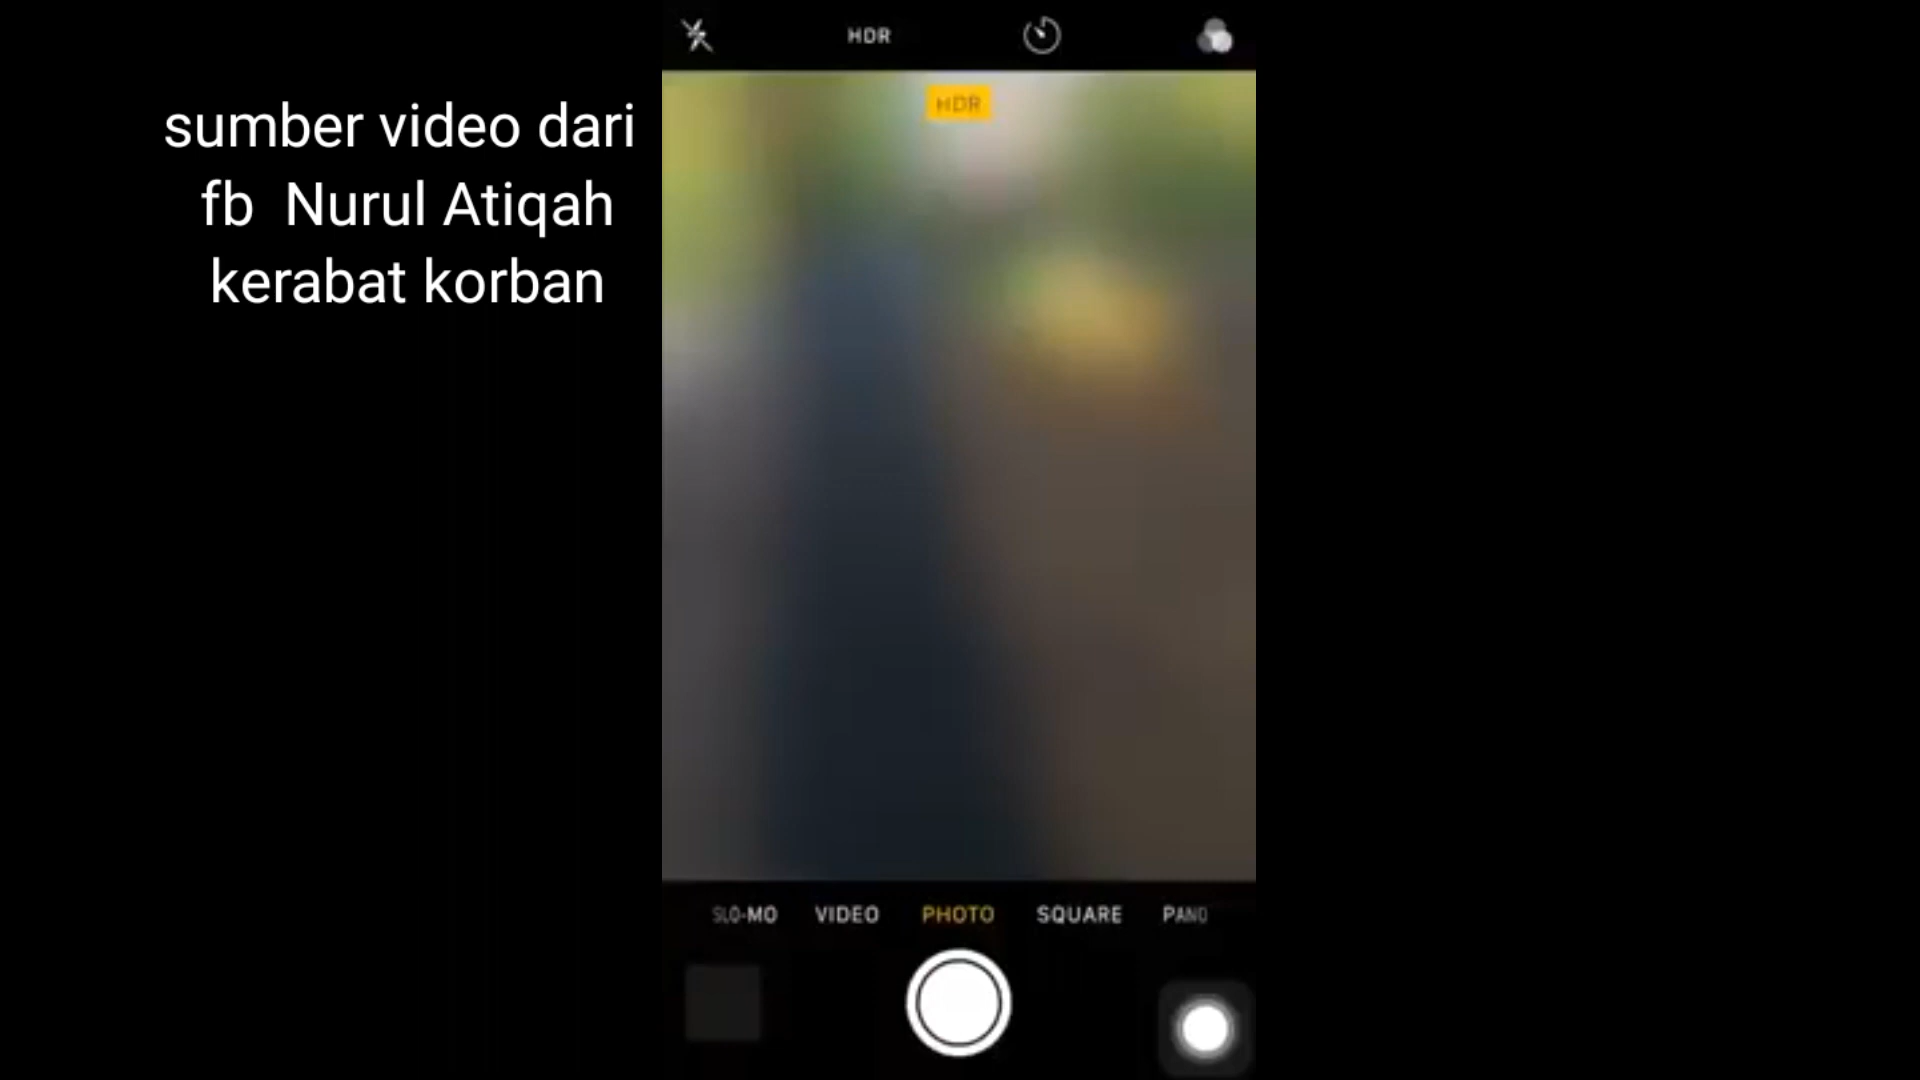 sumber video dari
fb Nurul Atiqah
kerabat korban
HDR
HDR
SLO-MO VIDEO PHOTO SQUARE PANO